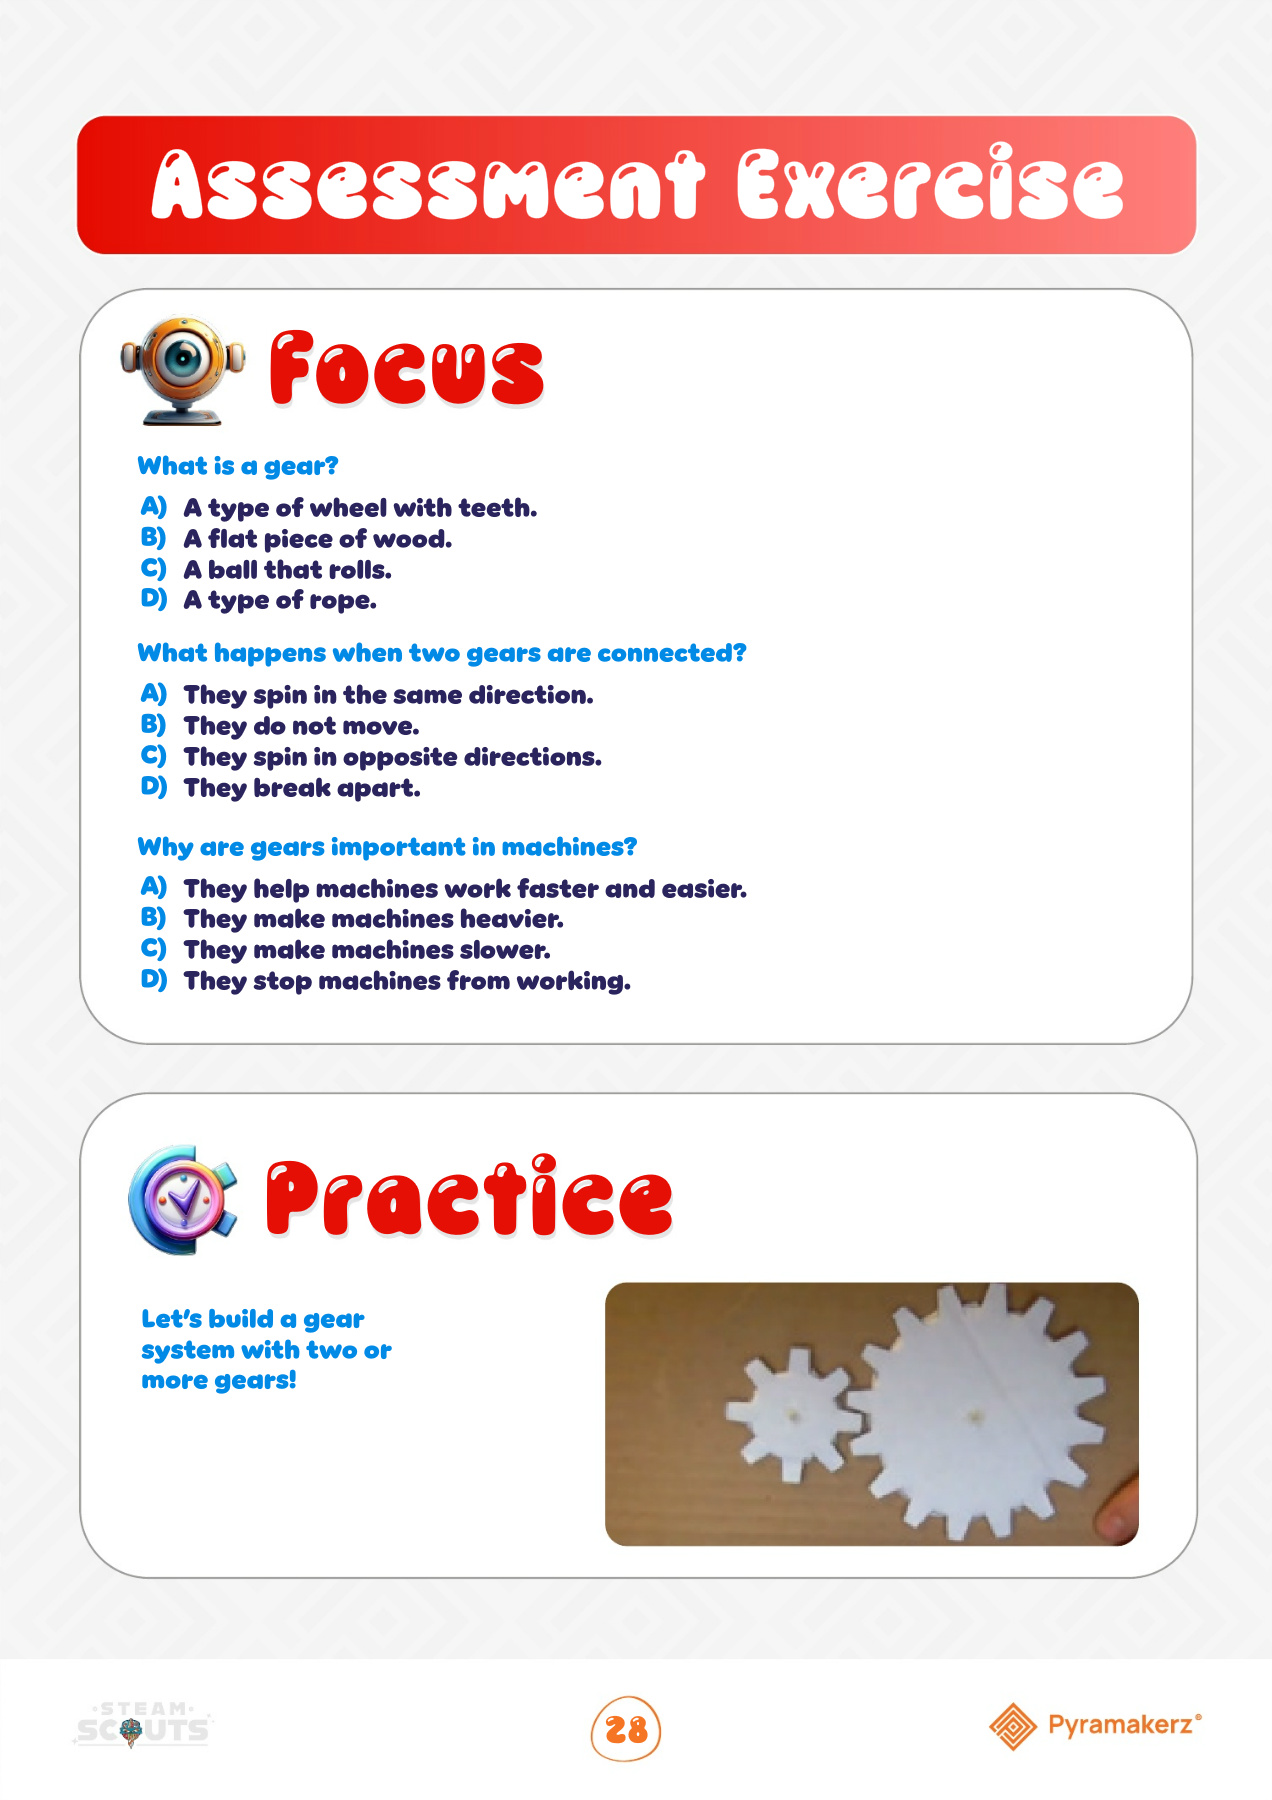 Assessment Exercise
Focus
What is a gear?
A) A type of wheel with teeth.
B) A flat piece of wood.
C) A ball that rolls.
D) A type of rope.
What happens when two gears are connected?
A) They spin in the same direction.
B) They do not move.
C) They spin in opposite directions.
D) They break apart.
Why are gears important in machines?
A) They help machines work faster and easier.
B) They make machines heavier.
C) They make machines slower.
D) They stop machines from working.
Practice
Let's build a gear
system with two or
more gears!
STEAM
SCOUTS
28
Pyramakerz®